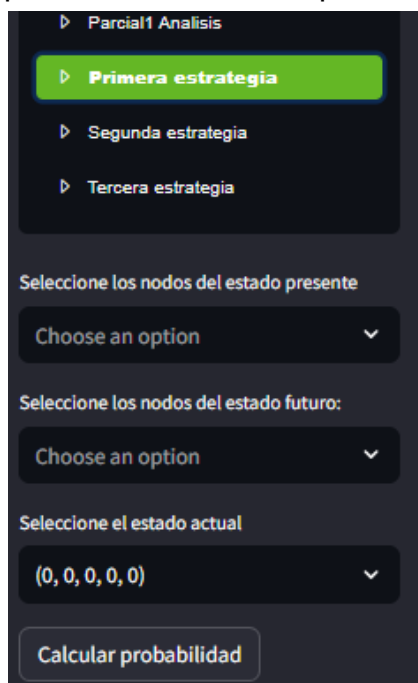 Parcial1 Analisis
Primera estrategia
Segunda estrategia
Tercera estrategia
Seleccione los nodos del estado presente
Choose an option
Seleccione los nodos del estado futuro:
Choose an option
Seleccione el estado actual
(0, 0, 0, 0, 0)
Calcular probabilidad